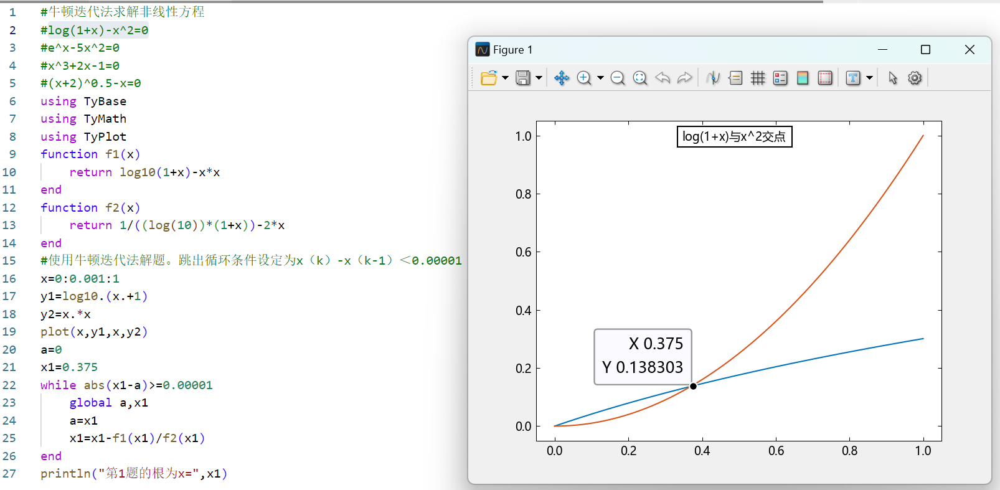 1 #牛顿迭代法求解非线性方程
2 #log(1+x)-x^2=0
3 #e^x-5x^2=0
4 #x^3+2x-1=0
5 #(x+2)^0.5-x=0
6 using TyBase
7 using TyMath
8 using TyPlot
9 function f1(x)
10 return log10(1+x)-x*x
11 end
12 function f2(x)
13 return 1/((log(10))*(1+x))-2*x
14 end
15 #使用牛顿迭代法解题。跳出循环条件设定为x（k）-x（k-1）＜0.00001
16 x=0:0.001:1
17 y1=log10.(x.+1)
18 y2=x.*x
19 plot(x,y1,x,y2)
20 a=0
21 x1=0.375
22 while abs(x1-a)>=0.00001
23 global a,x1
24 a=x1
25 x1=x1-f1(x1)/f2(x1)
26 end
27 println("第1题的根为x=",x1)
Figure 1
T
log(1+x)与x^2交点
1.0
0.8
0.6
0.4
0.2
0.0
X 0.375
Y 0.138303
0.0 0.2 0.4 0.6 0.8 1.0